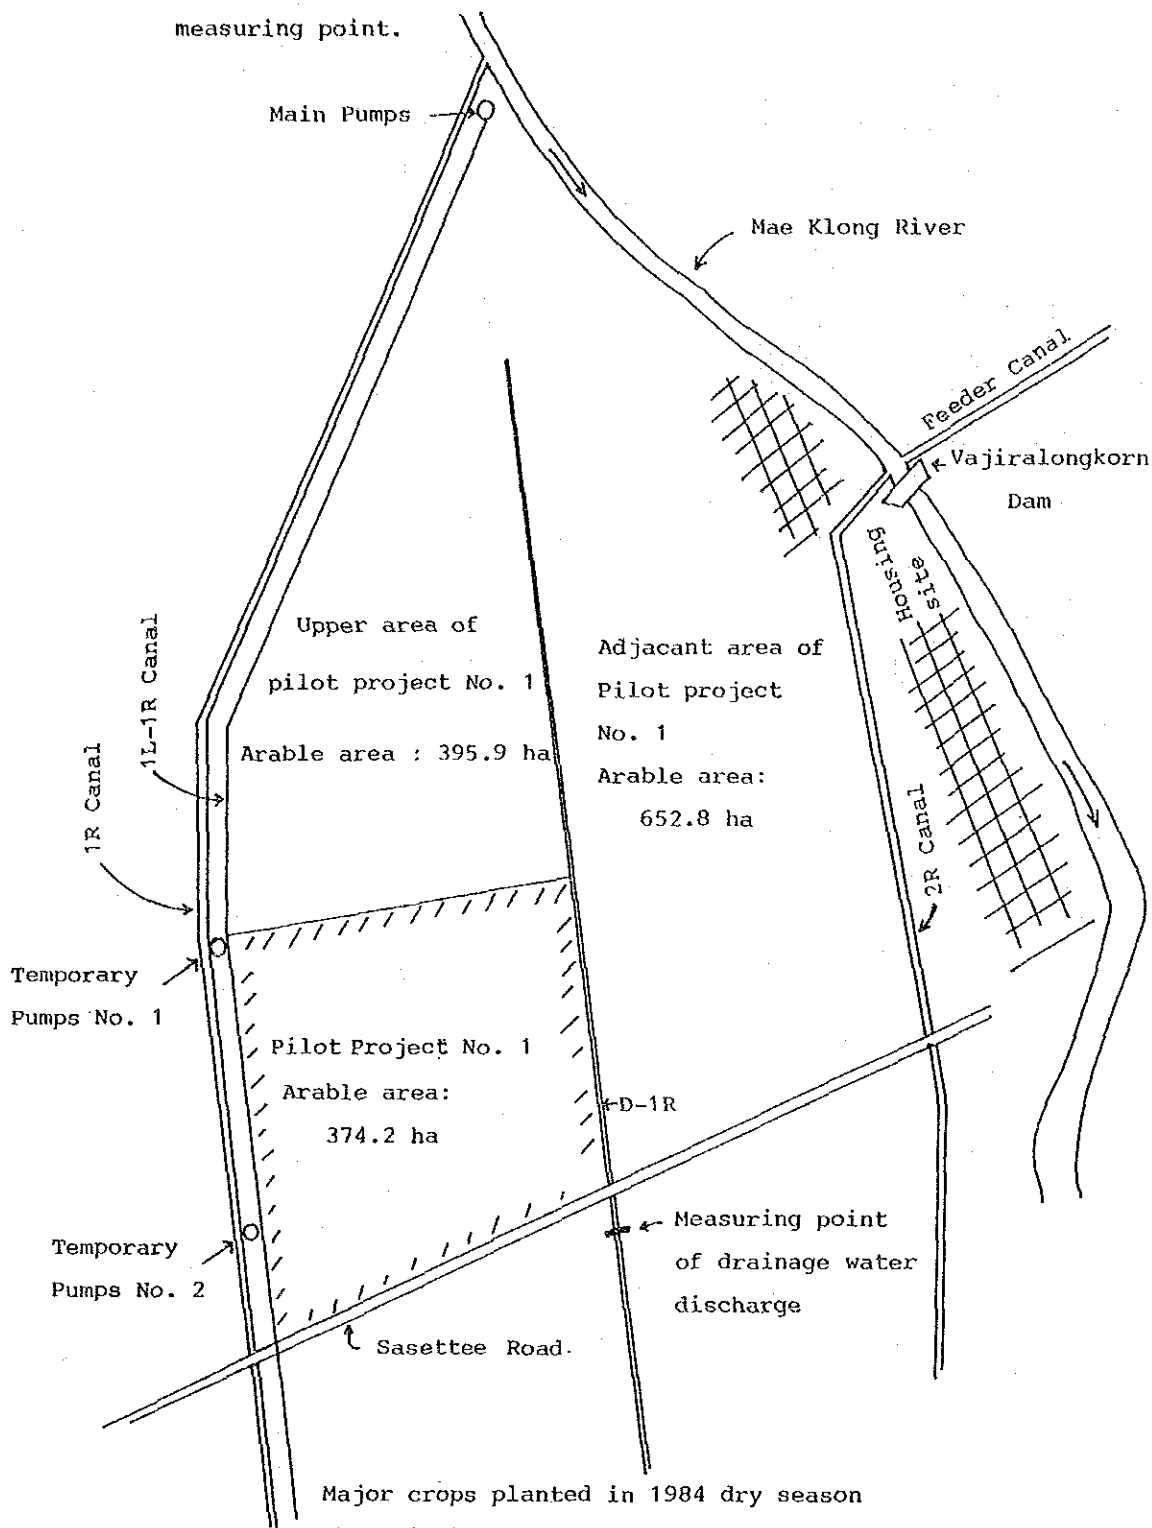 measuring point.
Main Pumps
Mae Klong River
Feeder Canal
Vajiralongkorn
Dam
Housing
site
Upper area of
pilot project No. 1
Arable area : 395.9 ha
Adjacant area of
Pilot project
No. 1
Arable area:
652.8 ha
1L-1R Canal
1R Canal
2R Canal
Temporary
Pumps No. 1
Pilot Project No. 1
Arable area:
374.2 ha
D-1R
Measuring point
of drainage water
discharge
Temporary
Pumps No. 2
Sasettee Road.
Major crops planted in 1984 dry season